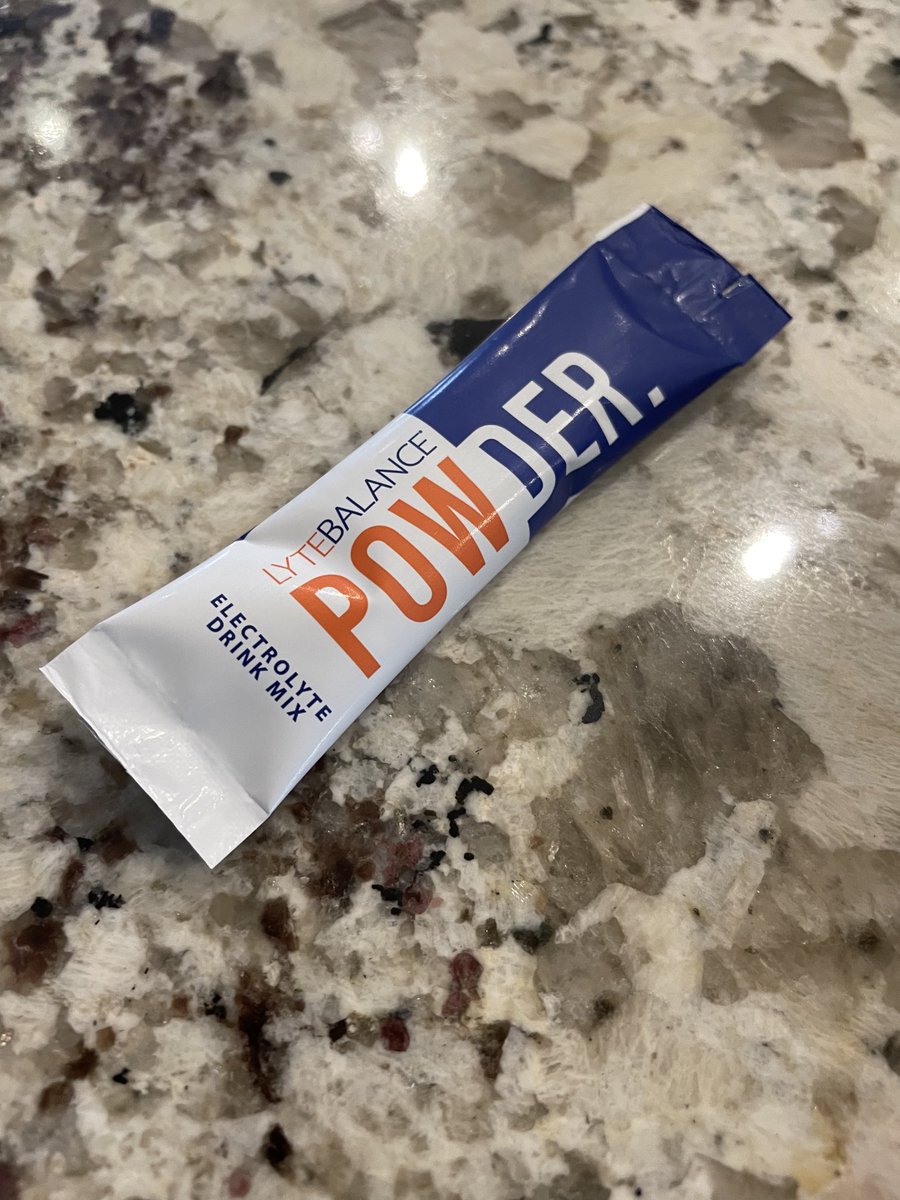 LYTEBALANCE
POWDER.
ELECTROLYTE
DRINK MIX